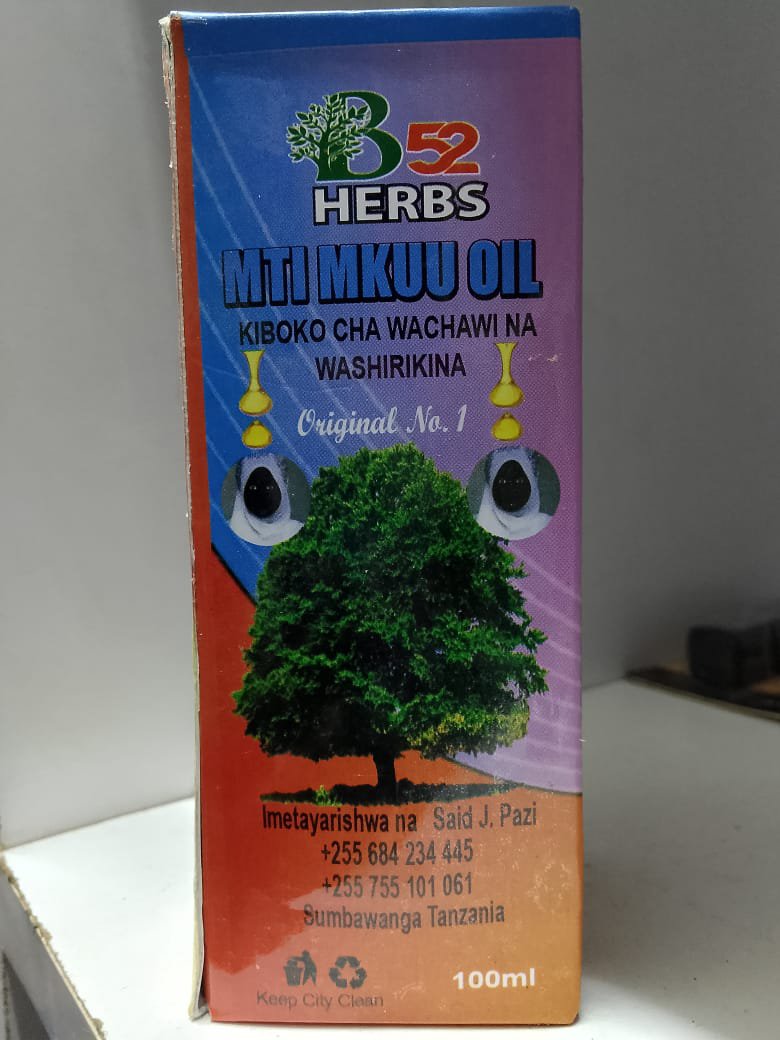 B 52
HERBS
MTI MKUU OIL
KIBOKO CHA WACHAWI NA
WASHIRIKINA
Original No. 1
Imetayarishwa na Said J. Pazi
+255 684 234 445
+255 755 101 061
Sumbawanga Tanzania
Keep City Clean
100ml